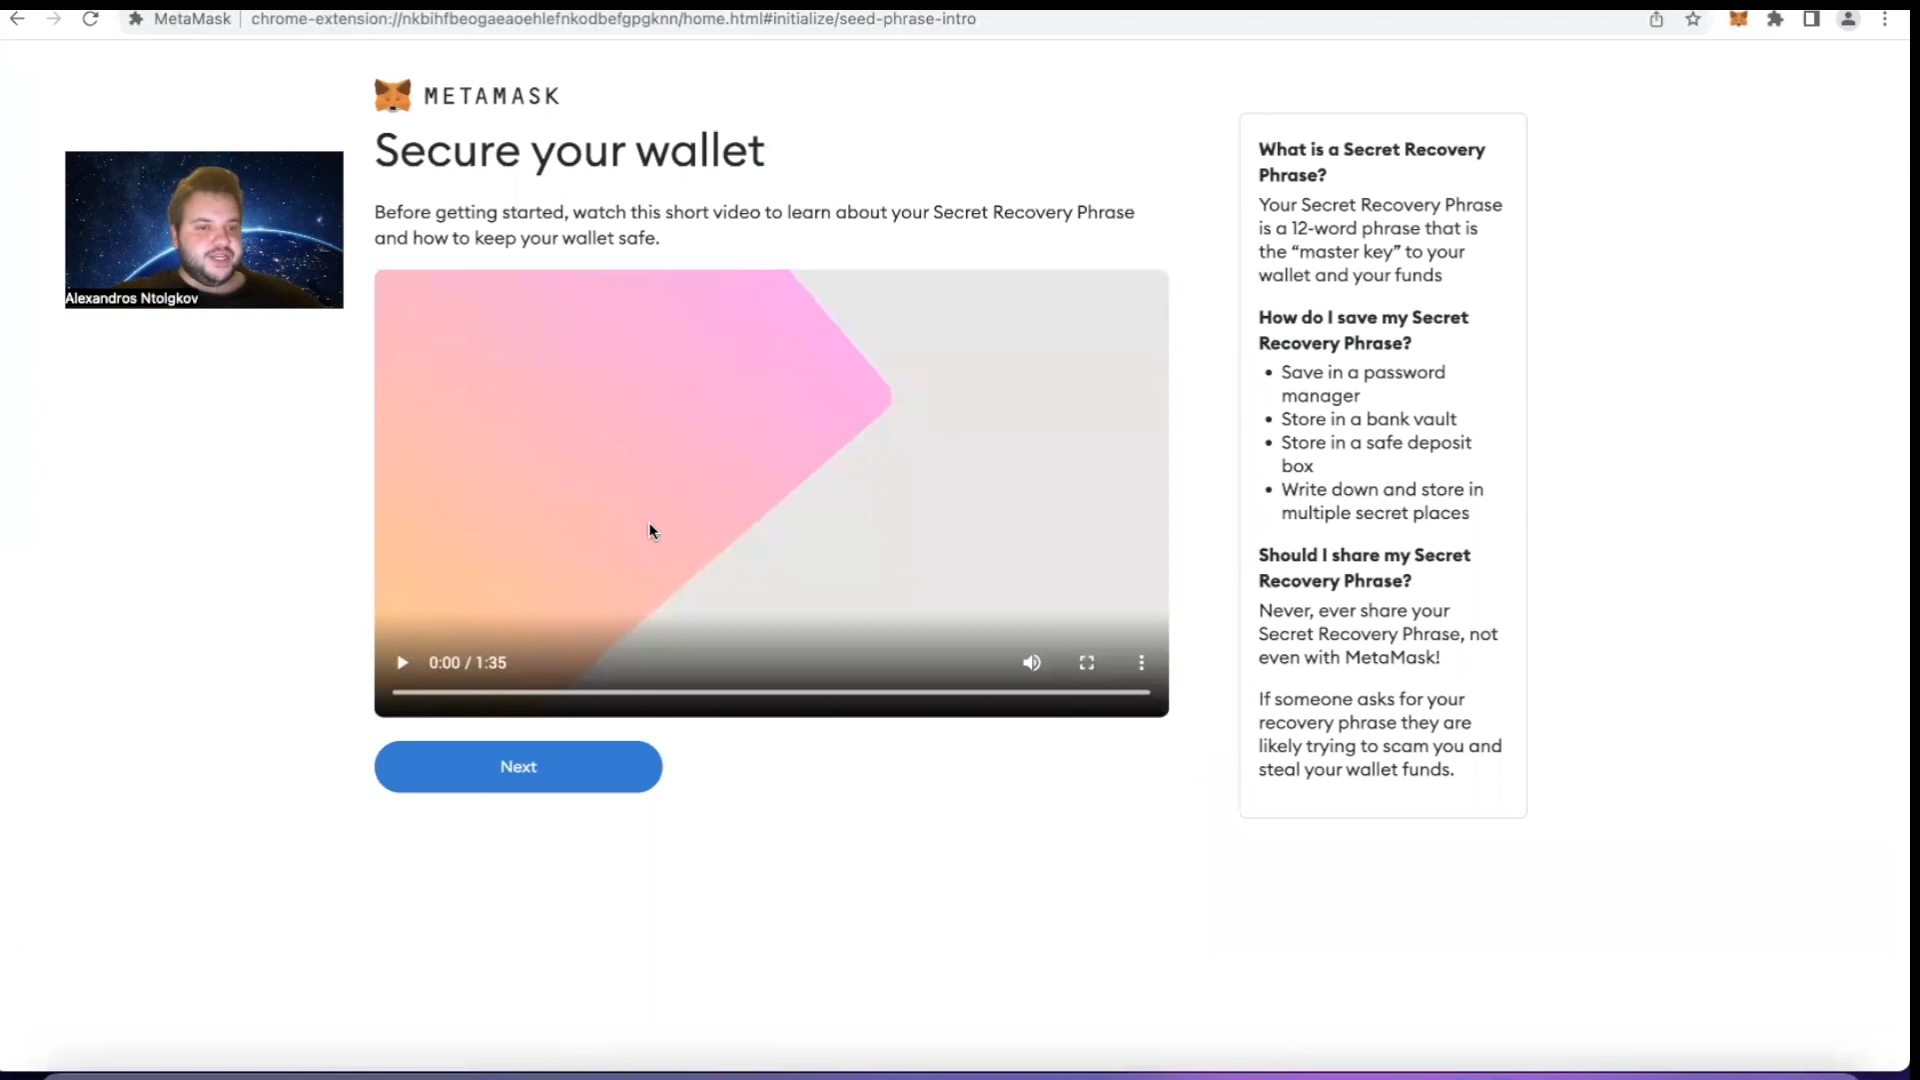 MetaMask
chrome-extension://nkbihfbeogaeaoehlefnkodbefgpgknn/home.html#initialize/seed-phrase-intro
METAMASK
Secure your wallet
Before getting started, watch this short video to learn about your Secret Recovery Phrase
and how to keep your wallet safe.
Alexandros Ntolgkov
0:00 / 1:35
Next
What is a Secret Recovery
Phrase?
Your Secret Recovery Phrase
is a 12-word phrase that is
the “master key” to your
wallet and your funds
How do I save my Secret
Recovery Phrase?
• Save in a password
manager
• Store in a bank vault
• Store in a safe deposit
box
• Write down and store in
multiple secret places
Should I share my Secret
Recovery Phrase?
Never, ever share your
Secret Recovery Phrase, not
even with MetaMask!
If someone asks for your
recovery phrase they are
likely trying to scam you and
steal your wallet funds.